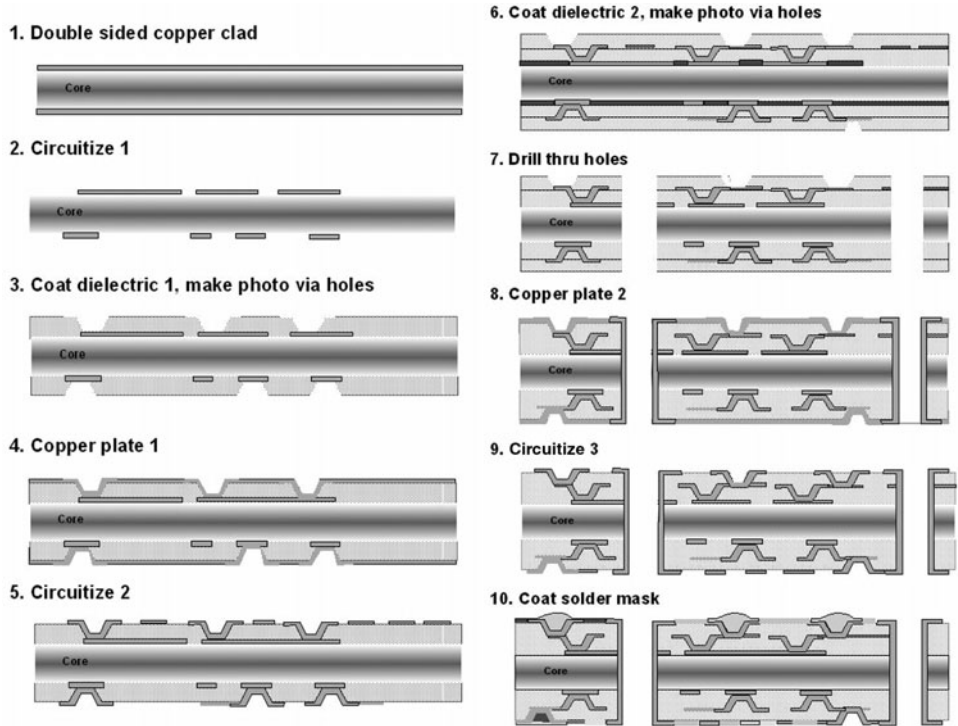 1. Double sided copper clad
Core
2. Circuitize 1
Core
3. Coat dielectric 1, make photo via holes
Core
4. Copper plate 1
Core
5. Circuitize 2
Core
6. Coat dielectric 2, make photo via holes
Core
7. Drill thru holes
Core
8. Copper plate 2
Core
9. Circuitize 3
Core
10. Coat solder mask
Core